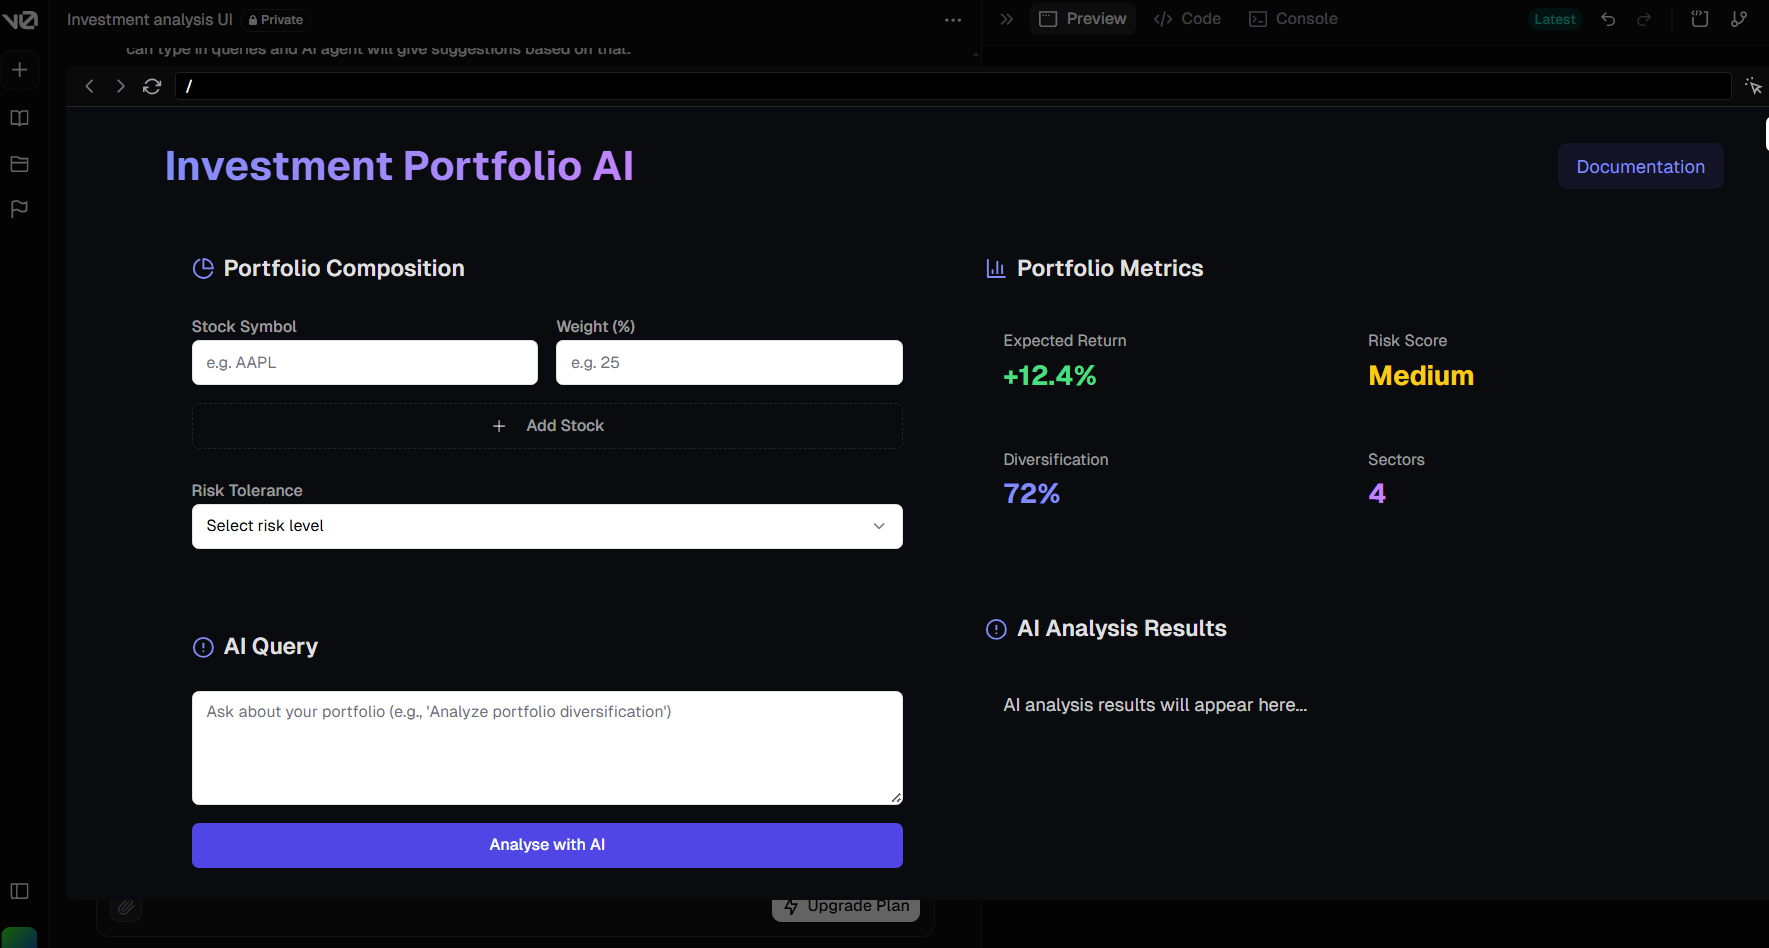 v0
Investment analysis UI
Private
Preview
Code
Console
Latest
can type in queries and AI agent will give suggestions based on that.
/
Investment Portfolio AI
Documentation
Portfolio Composition
Stock Symbol
Weight (%)
e.g. AAPL
e.g. 25
Add Stock
Risk Tolerance
Select risk level
AI Query
Ask about your portfolio (e.g., 'Analyze portfolio diversification')
Analyse with AI
Portfolio Metrics
Expected Return
+12.4%
Risk Score
Medium
Diversification
72%
Sectors
4
AI Analysis Results
AI analysis results will appear here...
Upgrade Plan